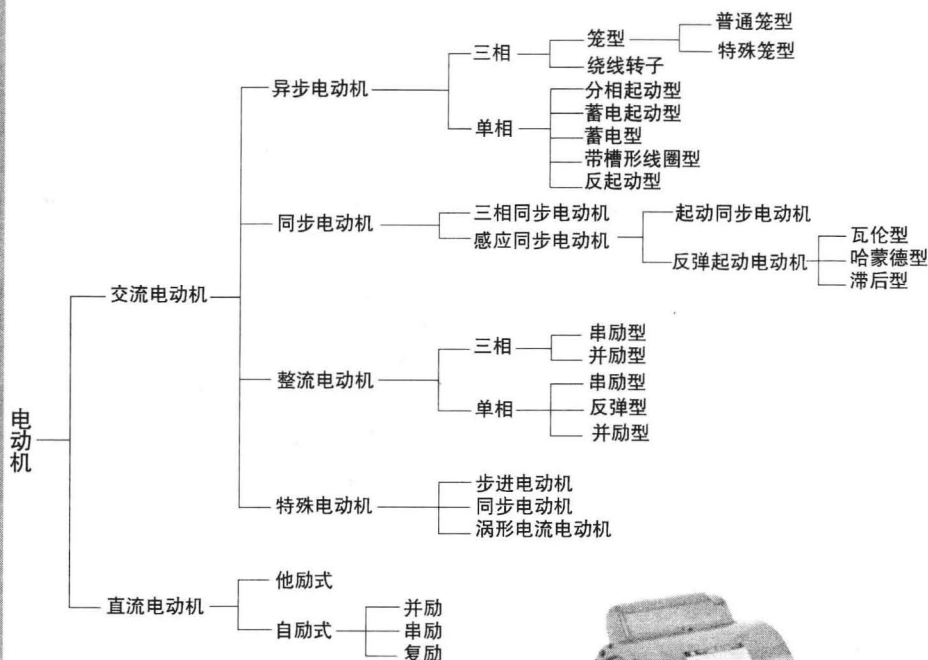 普通笼型
笼型
特殊笼型
三相
绕线转子
异步电动机
分相起动型
蓄电起动型
单相
蓄电型
带槽形线圈型
反起动型
三相同步电动机
起动同步电动机
同步电动机
感应同步电动机
瓦伦型
反弹起动电动机
哈蒙德型
滞后型
交流电动机
串励型
三相
并励型
整流电动机
串励型
单相
反弹型
并励型
电动机
步进电动机
特殊电动机
同步电动机
涡形电流电动机
他励式
直流电动机
并励
自励式
串励
复励